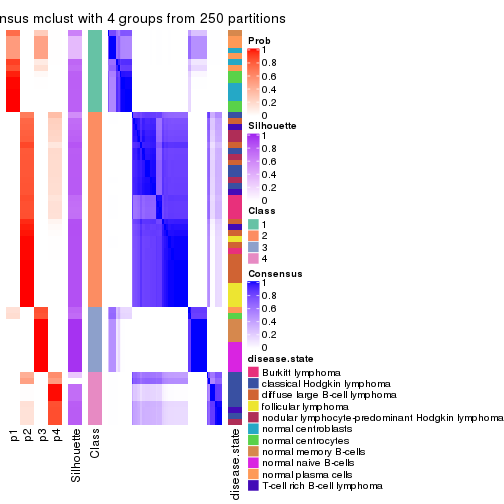 nsus mclust with 4 groups from 250 partitions
Prob
1
0.8
0.6
0.4
0.2
0
Silhouette
1
0.8
0.6
0.4
0.2
0
Class
1
2
3
4
Consensus
1
0.8
0.6
0.4
0.2
0
disease.state
Burkitt lymphoma
classical Hodgkin lymphoma
diffuse large B-cell lymphoma
follicular lymphoma
nodular lymphocyte-predominant Hodgkin lymphoma
normal centroblasts
normal centrocytes
normal memory B-cells
normal naive B-cells
normal plasma cells
T-cell rich B-cell lymphoma
p1
p2
p3
p4
Silhouette
Class
disease.state